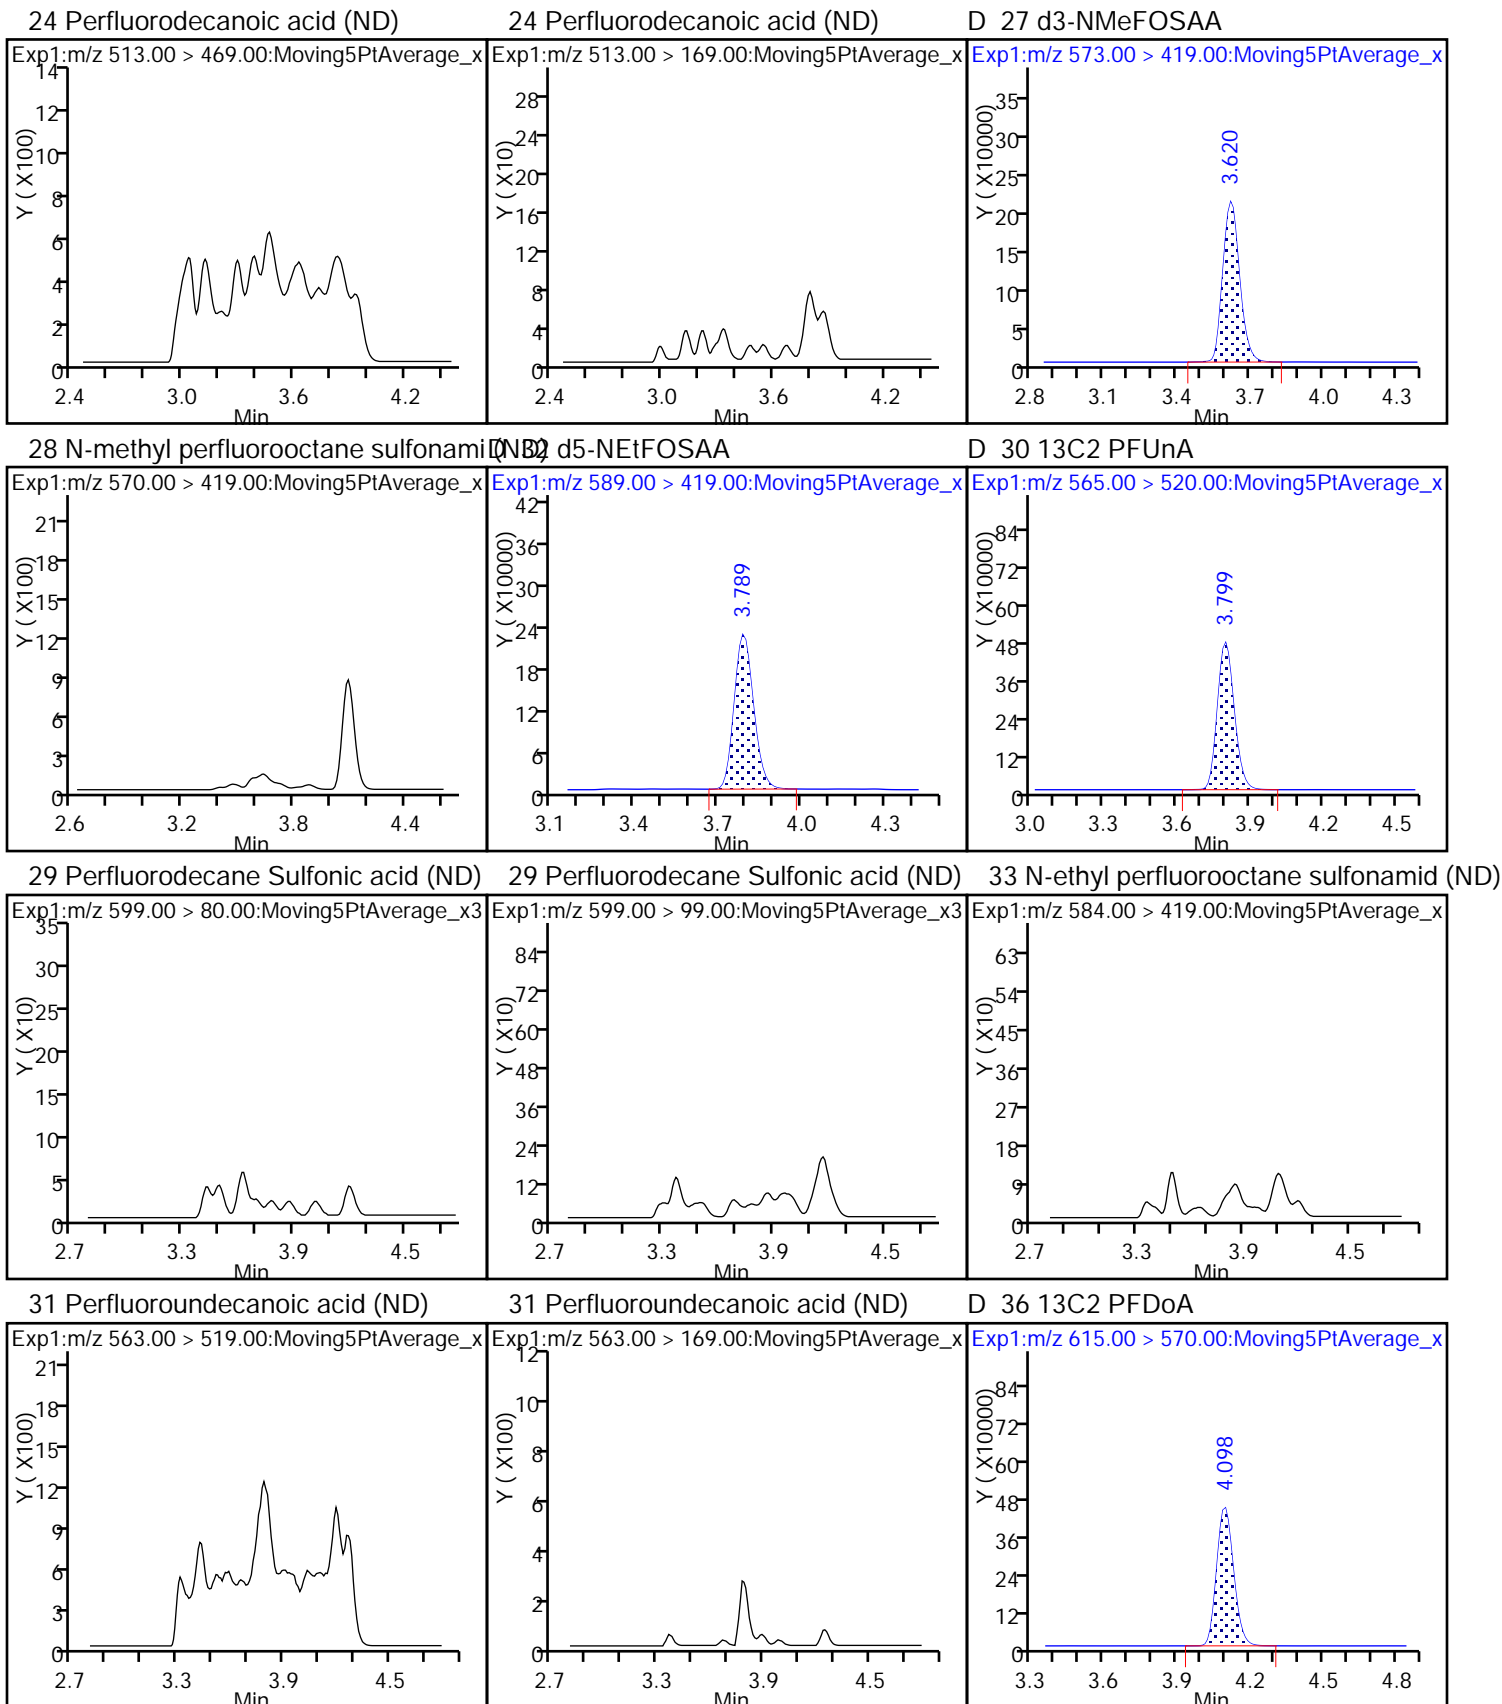 24 Perfluorodecanoic acid (ND)
Exp1:m/z 513.00 > 469.00:Moving5PtAverage_x
Y ( X100)
14
12
10
8
6
4
2
0
2.4 3.0 3.6 4.2
Min
24 Perfluorodecanoic acid (ND)
Exp1:m/z 513.00 > 169.00:Moving5PtAverage_x
Y ( X10)
28
24
20
16
12
8
4
0
2.4 3.0 3.6 4.2
Min
D 27 d3-NMeFOSAA
Exp1:m/z 573.00 > 419.00:Moving5PtAverage_x
Y ( X10000)
35
30
25
20
15
10
5
0
3.620
2.8 3.1 3.4 3.7 4.0 4.3
Min
28 N-methyl perfluorooctane sulfonami (ND)
Exp1:m/z 570.00 > 419.00:Moving5PtAverage_x
Y ( X100)
21
18
15
12
9
6
3
0
2.6 3.2 3.8 4.4
Min
D 32 d5-NEtFOSAA
Exp1:m/z 589.00 > 419.00:Moving5PtAverage_x
Y ( X10000)
42
36
30
24
18
12
6
0
3.789
3.1 3.4 3.7 4.0 4.3
Min
D 30 13C2 PFUnA
Exp1:m/z 565.00 > 520.00:Moving5PtAverage_x
Y ( X10000)
84
72
60
48
36
24
12
0
3.799
3.0 3.3 3.6 3.9 4.2 4.5
Min
29 Perfluorodecane Sulfonic acid (ND)
Exp1:m/z 599.00 > 80.00:Moving5PtAverage_x3
Y ( X10)
35
30
25
20
15
10
5
0
2.7 3.3 3.9 4.5
Min
29 Perfluorodecane Sulfonic acid (ND)
Exp1:m/z 599.00 > 99.00:Moving5PtAverage_x3
Y ( X10)
84
72
60
48
36
24
12
0
2.7 3.3 3.9 4.5
Min
33 N-ethyl perfluorooctane sulfonamid (ND)
Exp1:m/z 584.00 > 419.00:Moving5PtAverage_x
Y ( X10)
63
54
45
36
27
18
9
0
2.7 3.3 3.9 4.5
Min
31 Perfluoroundecanoic acid (ND)
Exp1:m/z 563.00 > 519.00:Moving5PtAverage_x
Y ( X100)
21
18
15
12
9
6
3
0
2.7 3.3 3.9 4.5
Min
31 Perfluoroundecanoic acid (ND)
Exp1:m/z 563.00 > 169.00:Moving5PtAverage_x
Y ( X100)
12
10
8
6
4
2
0
2.7 3.3 3.9 4.5
Min
D 36 13C2 PFDoA
Exp1:m/z 615.00 > 570.00:Moving5PtAverage_x
Y ( X10000)
84
72
60
48
36
24
12
0
4.098
3.3 3.6 3.9 4.2 4.5 4.8
Min